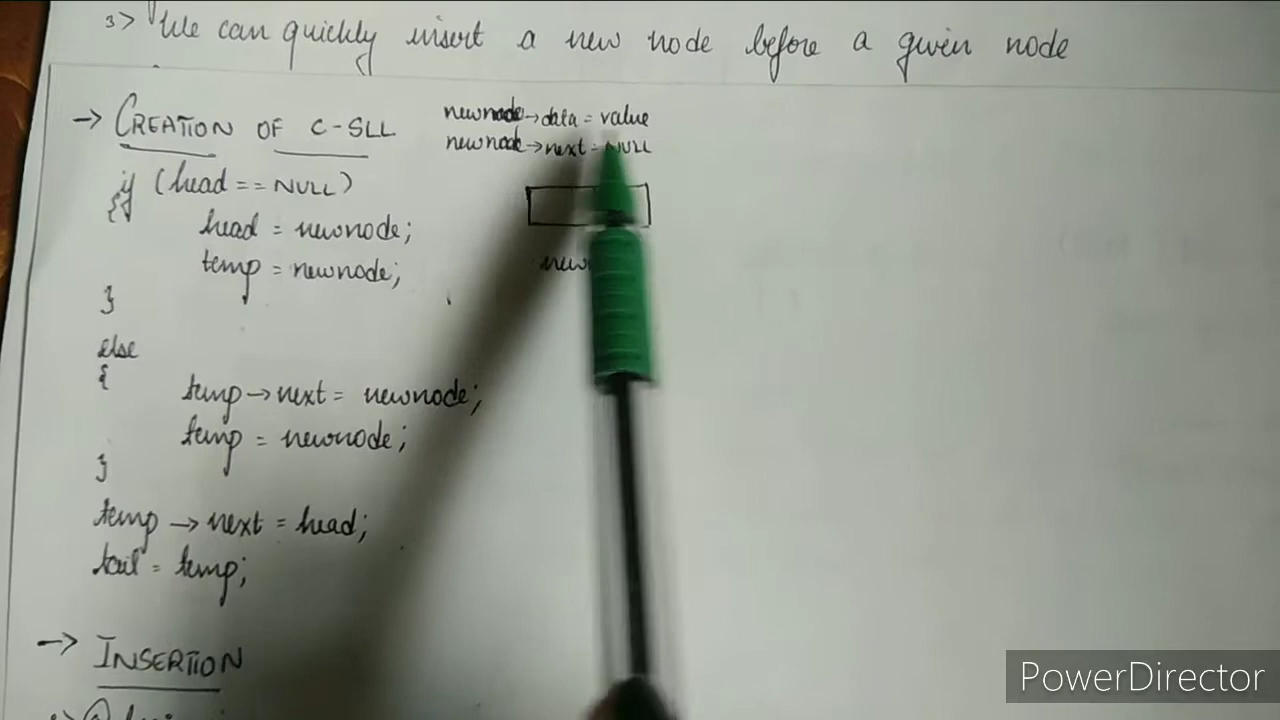 3> We can quickly insert a new node before a given node
→ CREATION OF C-SLL
newnode→data = value
newnode→next = NULL
if (head == NULL)
{
head = newnode;
temp = newnode;
}
else
{
temp→next = newnode;
temp = newnode;
}
temp → next = head;
tail = temp;
→ INSERTION
PowerDirector